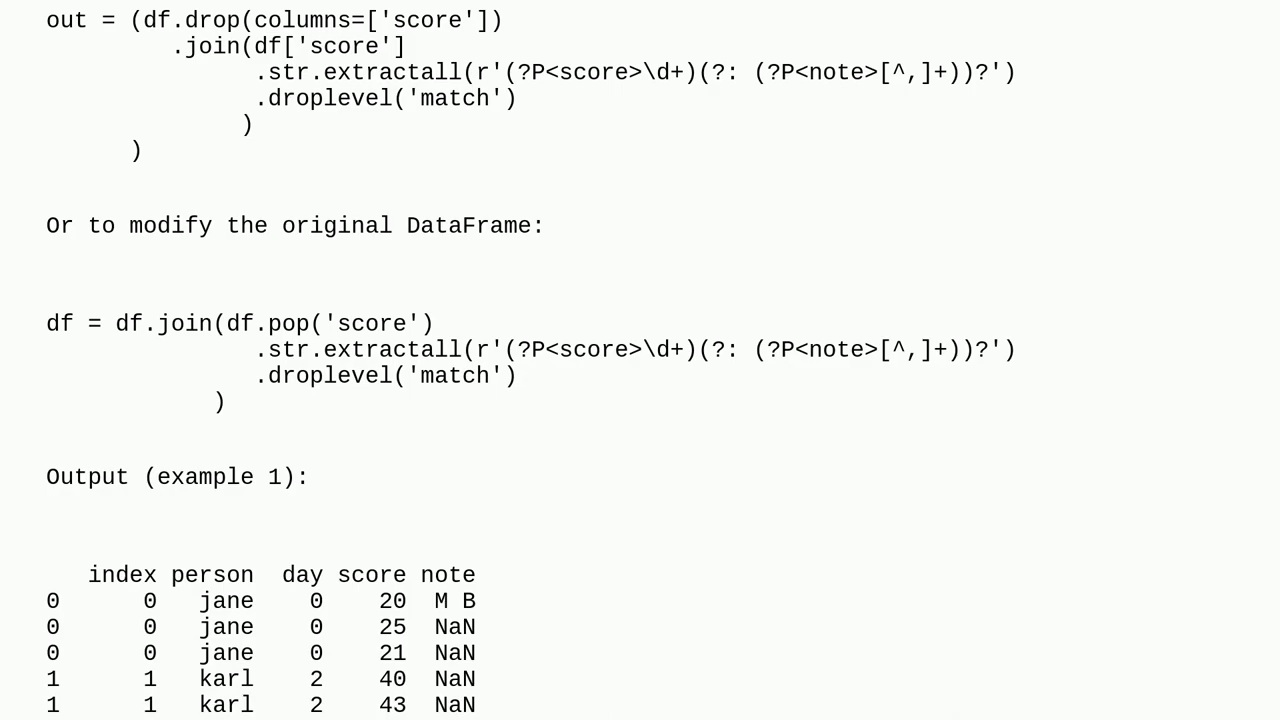 out = (df.drop(columns=['score'])
         .join(df['score']
               .str.extractall(r'(?P<score>\d+)(?: (?P<note>[^,]+))?')
               .droplevel('match')
              )
      )
Or to modify the original DataFrame:
df = df.join(df.pop('score')
               .str.extractall(r'(?P<score>\d+)(?: (?P<note>[^,]+))?')
               .droplevel('match')
            )
Output (example 1):
   index person  day score note
0      0   jane    0    20  M B
0      0   jane    0    25  NaN
0      0   jane    0    21  NaN
1      1   karl    2    40  NaN
1      1   karl    2    43  NaN